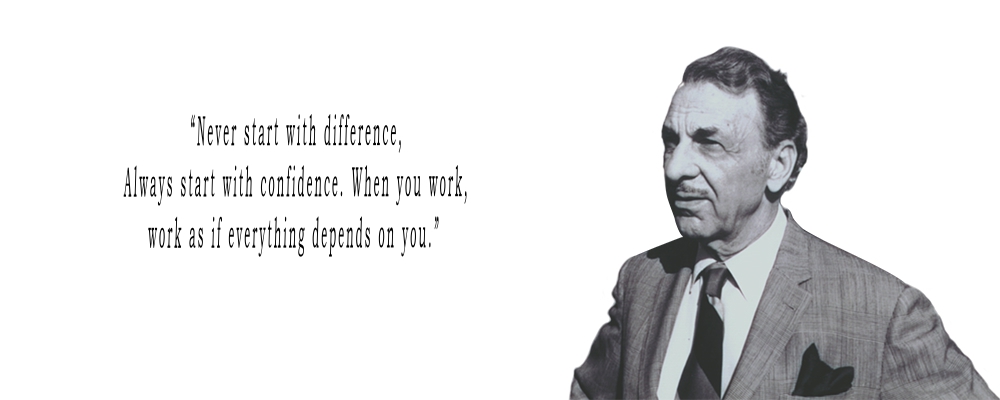 “Never start with difference,
Always start with confidence. When you work,
work as if everything depends on you.”